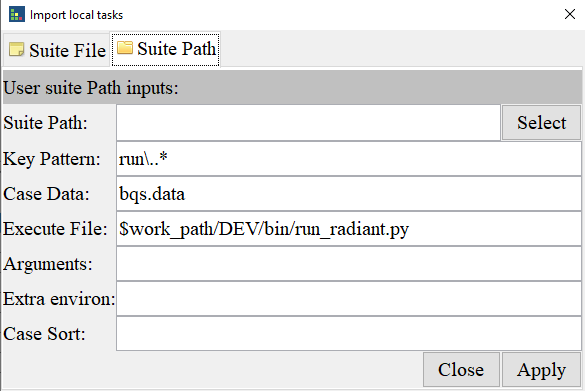 Import local tasks
Suite File Suite Path
User suite Path inputs:
Suite Path: Select
Key Pattern: run\..*
Case Data: bqs.data
Execute File: $work_path/DEV/bin/run_radiant.py
Arguments:
Extra environ:
Case Sort:
Close Apply